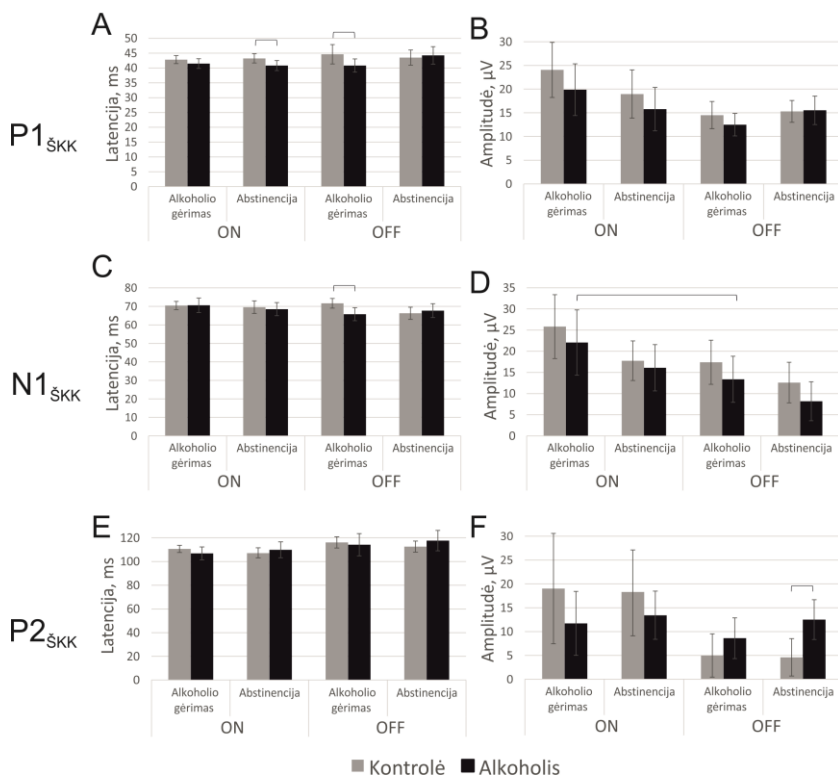 A
B
P1ŠKK
Latencija, ms
50
45
40
35
30
25
20
15
10
5
0
Alkoholio gėrimas
Abstinencija
Alkoholio gėrimas
Abstinencija
ON
OFF
Amplitudė, µV
30
25
20
15
10
5
0
Alkoholio gėrimas
Abstinencija
Alkoholio gėrimas
Abstinencija
ON
OFF
C
D
N1ŠKK
Latencija, ms
80
70
60
50
40
30
20
10
0
Alkoholio gėrimas
Abstinencija
Alkoholio gėrimas
Abstinencija
ON
OFF
Amplitudė, µV
35
30
25
20
15
10
5
0
Alkoholio gėrimas
Abstinencija
Alkoholio gėrimas
Abstinencija
ON
OFF
E
F
P2ŠKK
Latencija, ms
120
100
80
60
40
20
0
Alkoholio gėrimas
Abstinencija
Alkoholio gėrimas
Abstinencija
ON
OFF
Amplitudė, µV
30
25
20
15
10
5
0
Alkoholio gėrimas
Abstinencija
Alkoholio gėrimas
Abstinencija
ON
OFF
Kontrolė Alkoholis